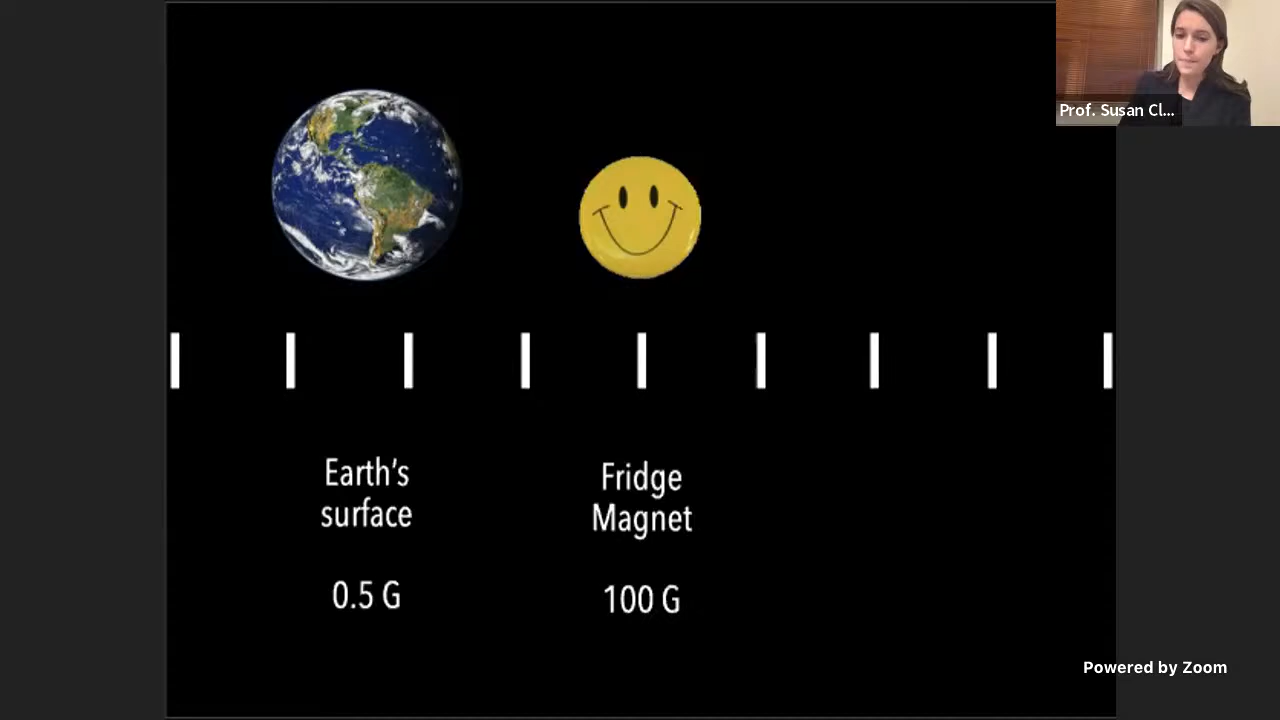 Prof. Susan Cl...
Earth's
surface
0.5 G
Fridge
Magnet
100 G
Powered by Zoom